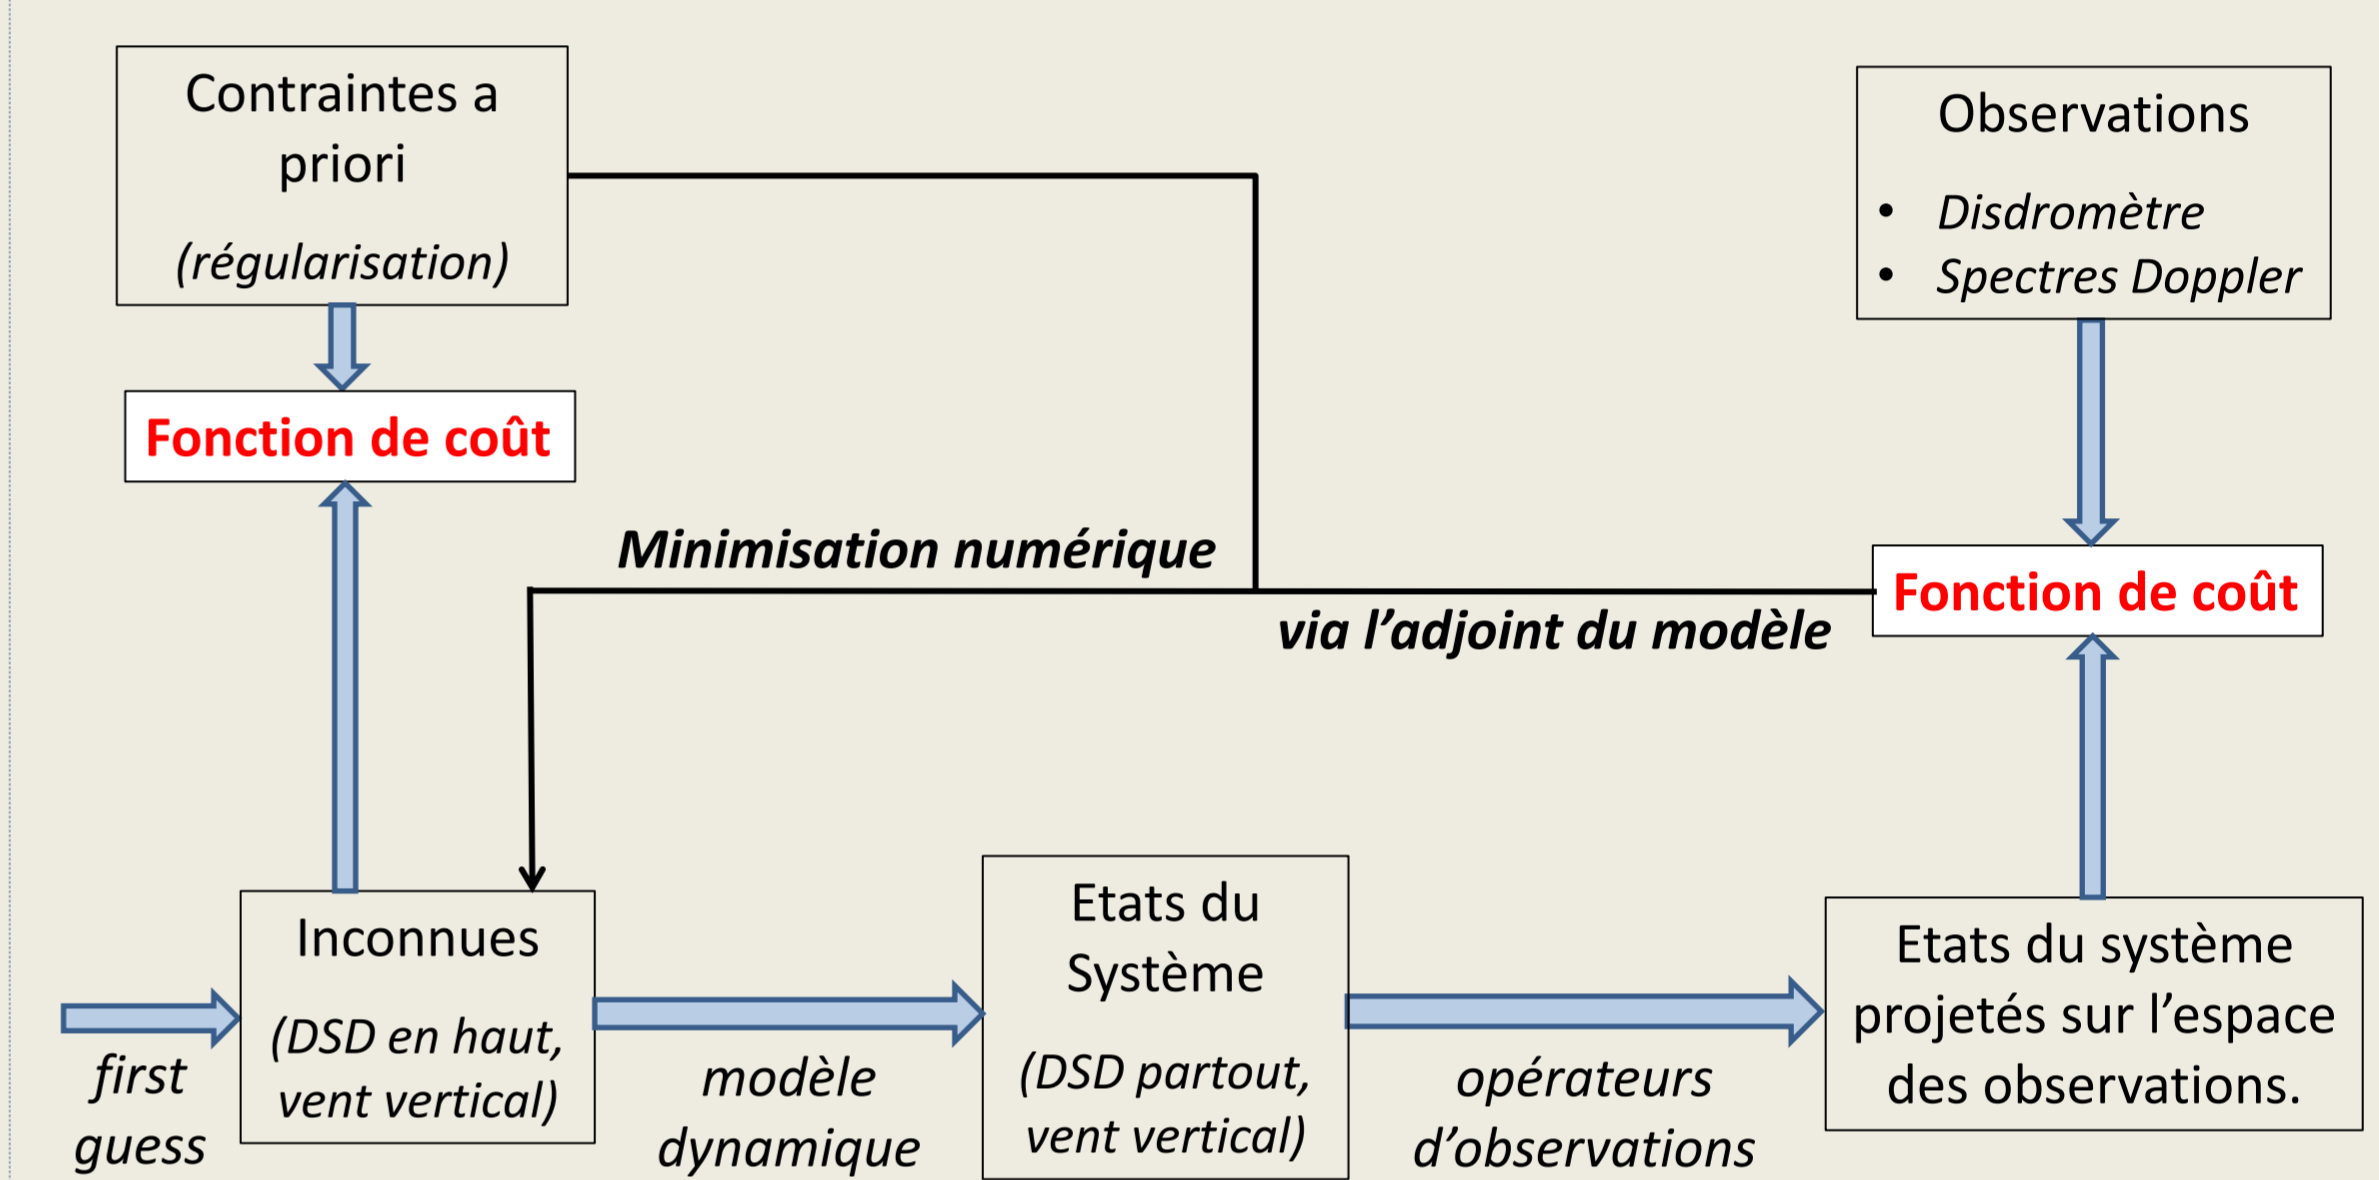 Contraintes a
priori
(régularisation)
Observations
• Disdromètre
• Spectres Doppler
Fonction de coût
Minimisation numérique
via l’adjoint du modèle
Fonction de coût
first
guess
Inconnues
(DSD en haut,
vent vertical)
modèle
dynamique
Etats du
Système
(DSD partout,
vent vertical)
opérateurs
d’observations
Etats du système
projetés sur l’espace
des observations.